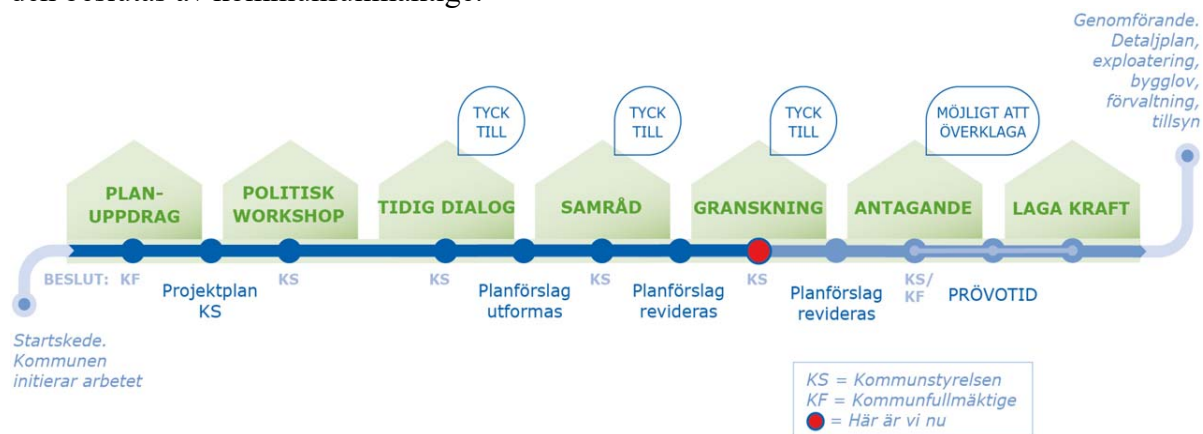 Genomförande.
Detaljplan,
exploatering,
bygglov,
förvaltning,
tillsyn
TYCK
TILL
TYCK
TILL
TYCK
TILL
MÖJLIGT ATT
ÖVERKLAGA
PLAN-
UPPDRAG
POLITISK
WORKSHOP
TIDIG DIALOG
SAMRÅD
GRANSKNING
ANTAGANDE
LAGA KRAFT
BESLUT: KF
Projektplan
KS
KS
KS
Planförslag
utformas
KS
Planförslag
revideras
KS
Planförslag
revideras
KS/
KF
PRÖVOTID
Startskede.
Kommunen
initierar arbetet
KS = Kommunstyrelsen
KF = Kommunfullmäktige
= Här är vi nu